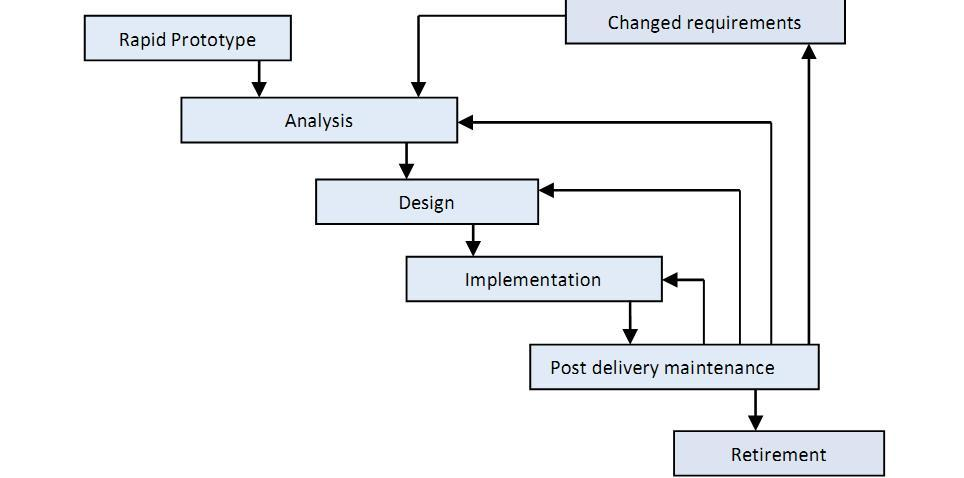 Changed requirements
Rapid Prototype
Analysis
Design
Implementation
Post delivery maintenance
Retirement